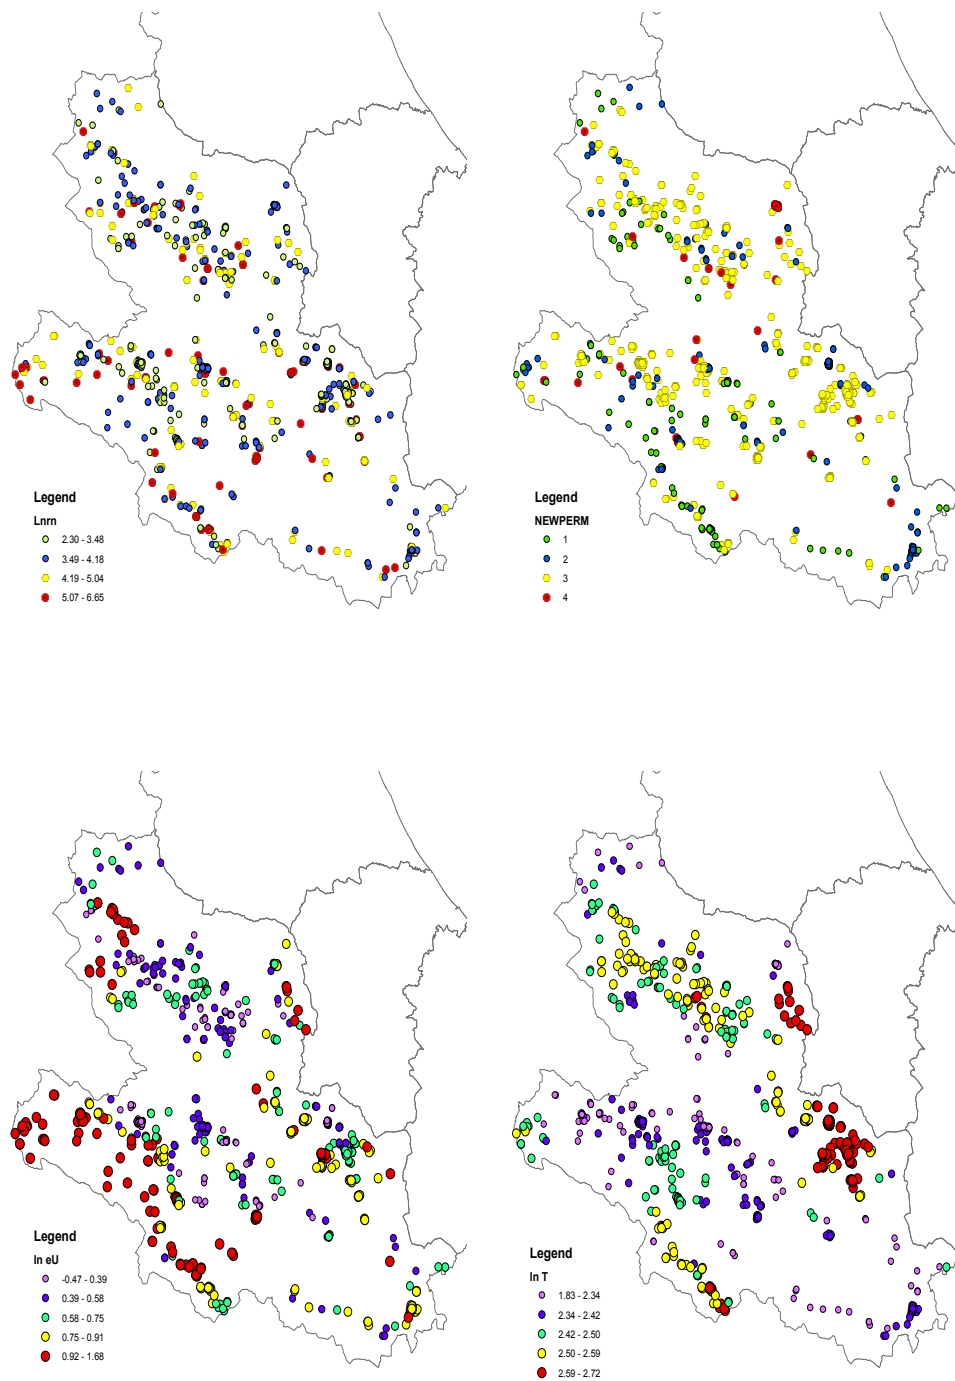 Legend
Lnrn
2.30 - 3.48
3.49 - 4.18
4.19 - 5.04
5.07 - 6.65
Legend
NEWPERM
1
2
3
4
Legend
ln eU
-0.47 - 0.39
0.39 - 0.58
0.58 - 0.75
0.75 - 0.91
0.92 - 1.68
Legend
ln T
1.83 - 2.34
2.34 - 2.42
2.42 - 2.50
2.50 - 2.59
2.59 - 2.72